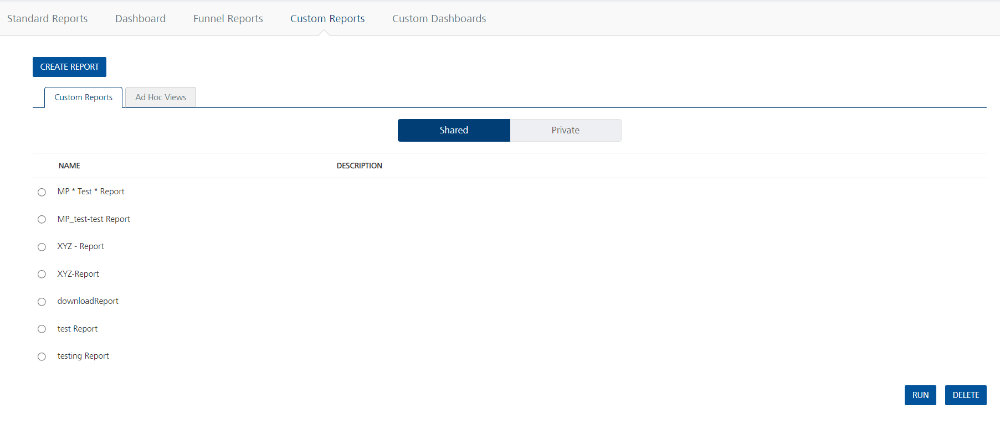 Standard Reports Dashboard Funnel Reports Custom Reports Custom Dashboards
CREATE REPORT
Custom Reports Ad Hoc Views
Shared Private
NAME DESCRIPTION
MP * Test * Report
MP_test-test Report
XYZ - Report
XYZ-Report
downloadReport
test Report
testing Report
RUN DELETE